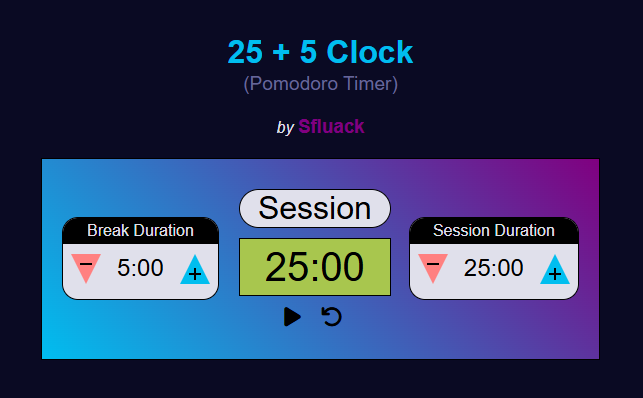 25 + 5 Clock
(Pomodoro Timer)
by Sfluack
Session
Break Duration
− 5:00 +
25:00
Session Duration
− 25:00 +